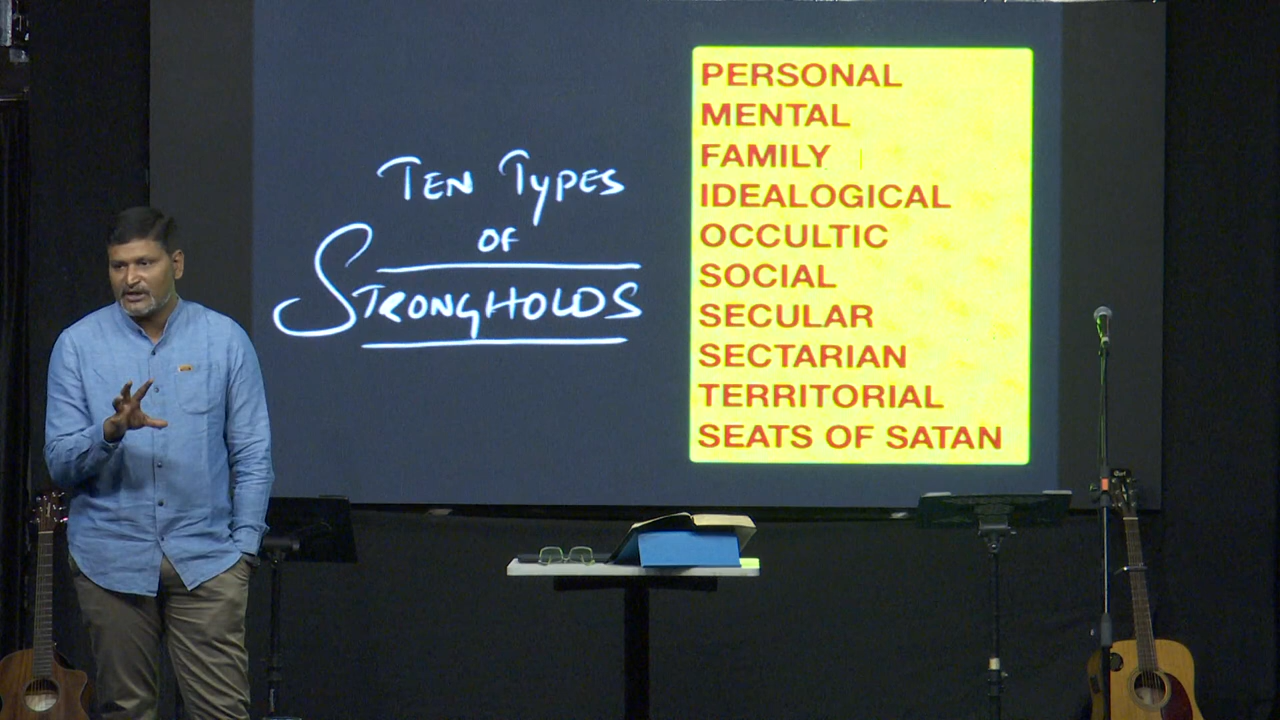 TEN TYPES
OF
STRONGHOLDS
PERSONAL
MENTAL
FAMILY
IDEALOGICAL
OCCULTIC
SOCIAL
SECULAR
SECTARIAN
TERRITORIAL
SEATS OF SATAN